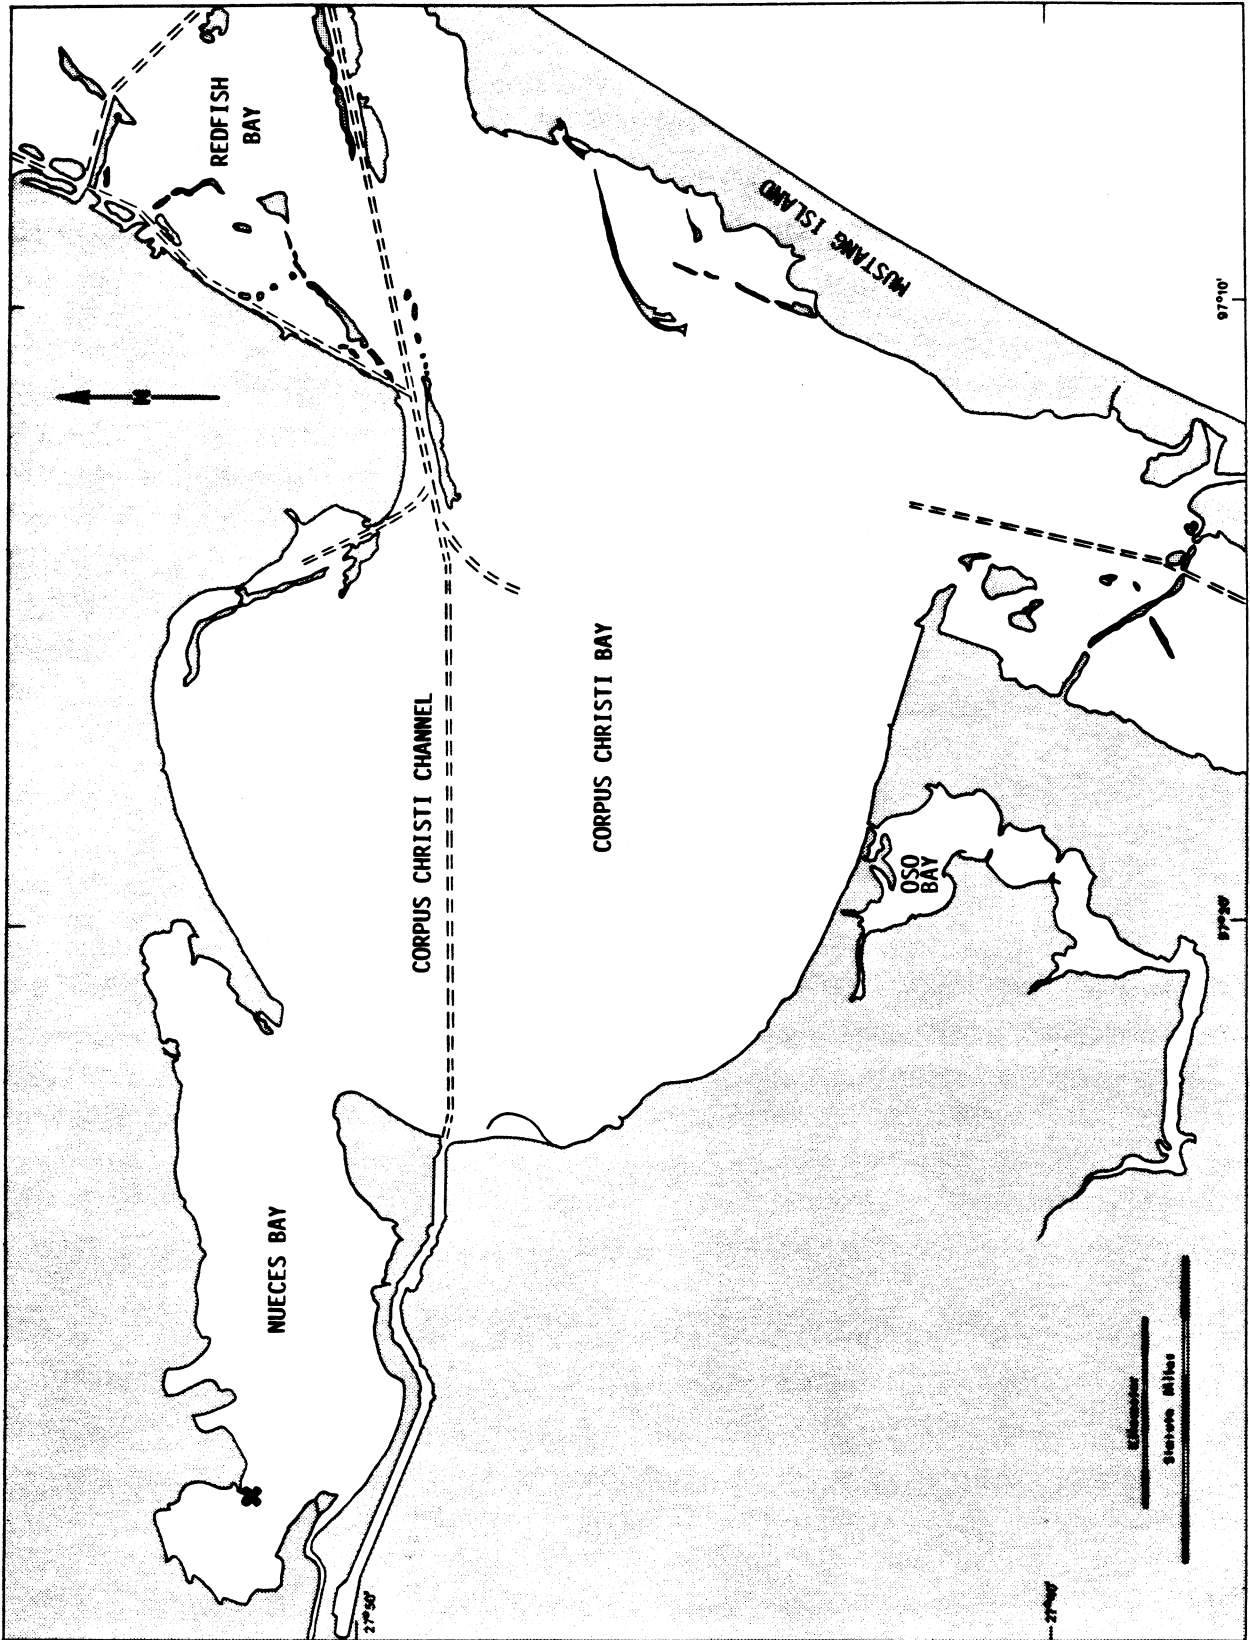 REDFISH
BAY
MUSTANG ISLAND
N
97°10'
CORPUS CHRISTI CHANNEL
CORPUS CHRISTI BAY
OSO
BAY
97°20'
NUECES BAY
Kilometer
Statute Miles
27°50'
27°40'